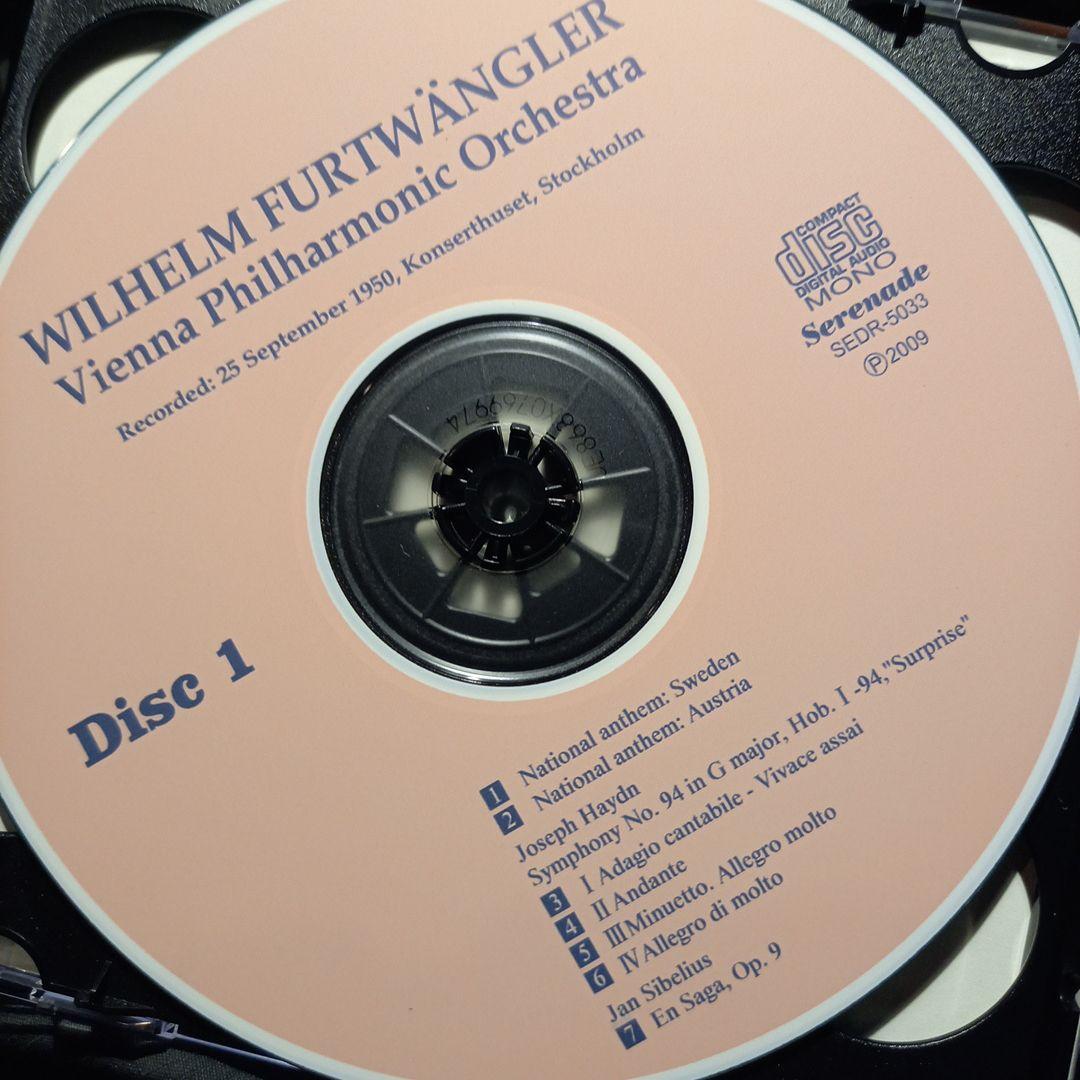 WILHELM FURTWÄNGLER
Vienna Philharmonic Orchestra
Recorded: 25 September 1950, Konserthuset, Stockholm
COMPACT
disc
DIGITAL AUDIO
MONO
Serenade
SEDR-5033
℗2009
Disc 1
1 National anthem: Sweden
2 National anthem: Austria
Joseph Haydn
Symphony No. 94 in G major, Hob. I -94,"Surprise"
3 I Adagio cantabile - Vivace assai
4 II Andante
5 III Minuetto. Allegro molto
6 IV Allegro di molto
Jan Sibelius
7 En Saga, Op. 9